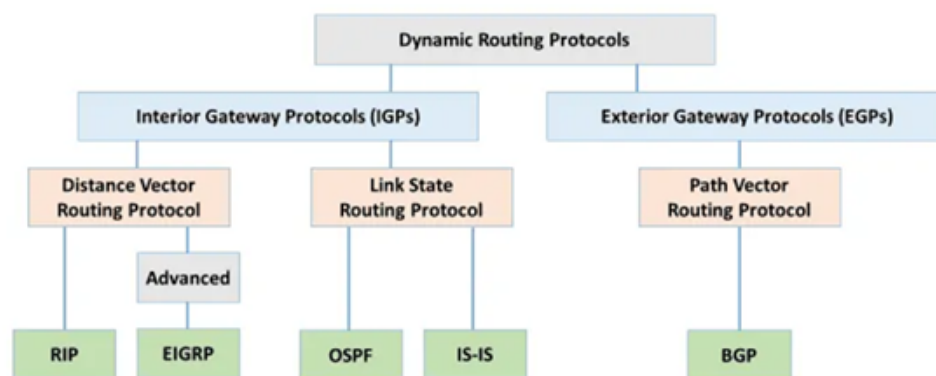 Dynamic Routing Protocols
Interior Gateway Protocols (IGPs)
Exterior Gateway Protocols (EGPs)
Distance Vector
Routing Protocol
Link State
Routing Protocol
Path Vector
Routing Protocol
Advanced
RIP
EIGRP
OSPF
IS-IS
BGP